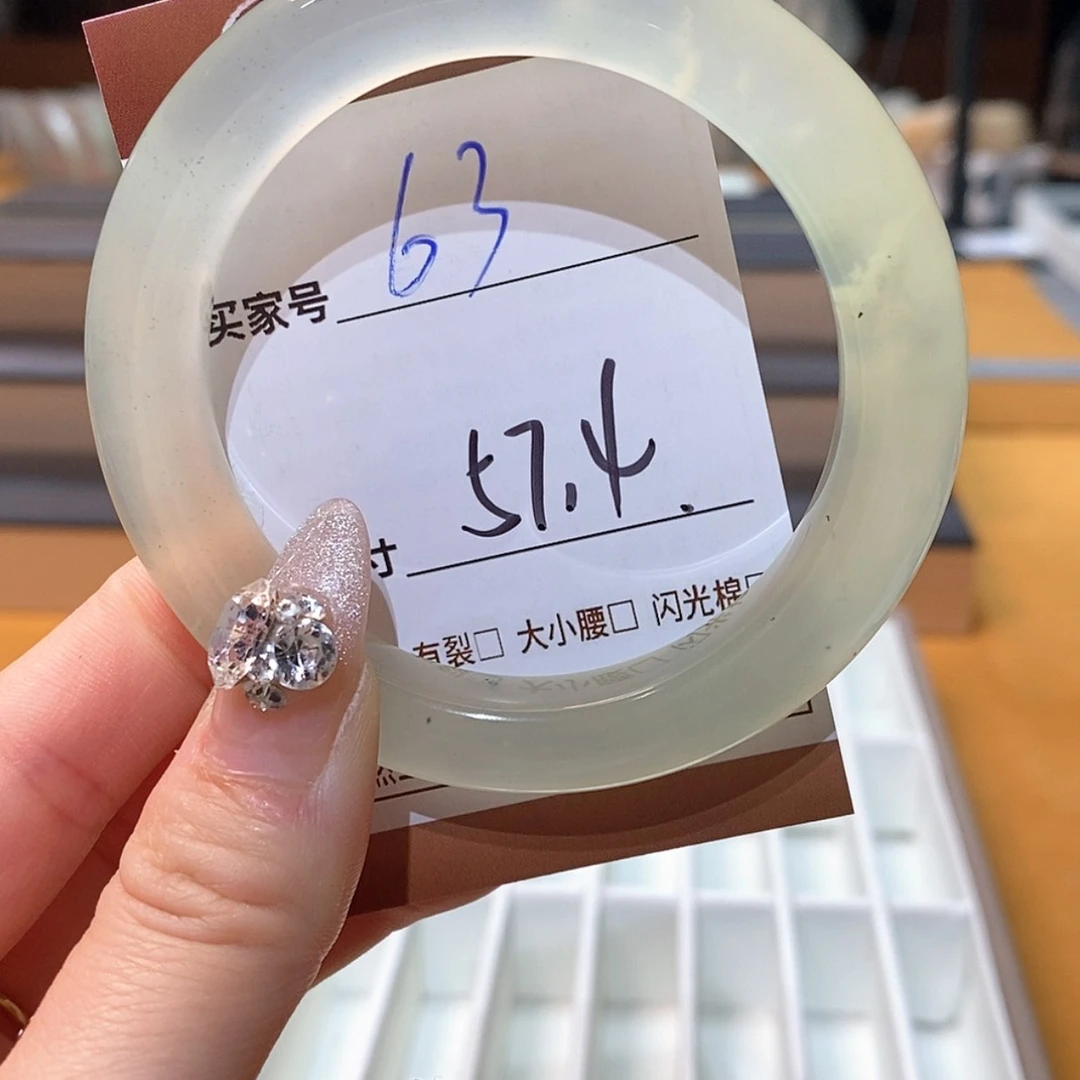 买家号 63
寸 57.4.
有裂□ 大小腰□ 闪光棉□